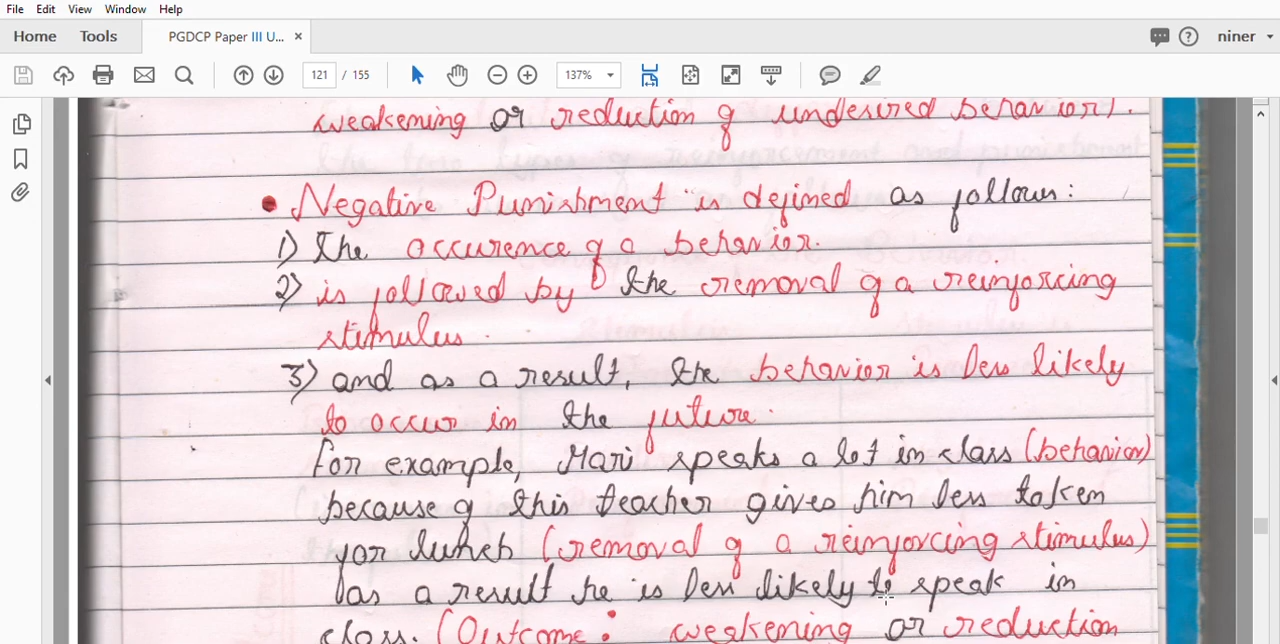 File Edit View Window Help
Home Tools PGDCP Paper III U... × niner
121 / 155 137%
weakening or reduction of undesired behavior).
• Negative Punishment is defined as follows:
1) The occurence of a behavior.
2) is followed by the removal of a reinforcing
stimulus.
3) and as a result, the behavior is less likely
to occur in the future.
For example, Hari speaks a lot in class (behavior)
because of this teacher gives him less token
for lunch (removal of a reinforcing stimulus)
as a result he is less likely to speak in
class. (Outcome: weakening or reduction